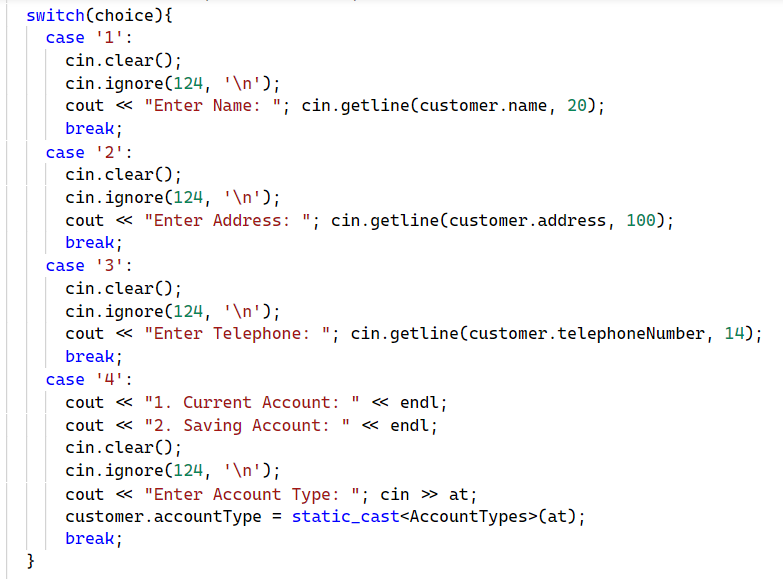 switch(choice){
case '1':
cin.clear();
cin.ignore(124, '\n');
cout << "Enter Name: "; cin.getline(customer.name, 20);
break;
case '2':
cin.clear();
cin.ignore(124, '\n');
cout << "Enter Address: "; cin.getline(customer.address, 100);
break;
case '3':
cin.clear();
cin.ignore(124, '\n');
cout << "Enter Telephone: "; cin.getline(customer.telephoneNumber, 14);
break;
case '4':
cout << "1. Current Account: " << endl;
cout << "2. Saving Account: " << endl;
cin.clear();
cin.ignore(124, '\n');
cout << "Enter Account Type: "; cin >> at;
customer.accountType = static_cast<AccountTypes>(at);
break;
}